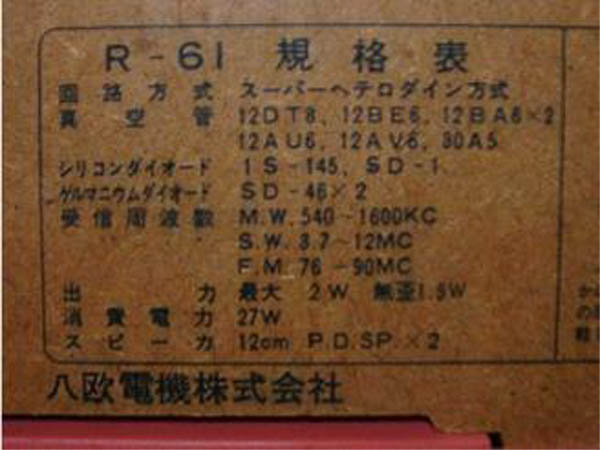 R-61 規格表
回路方式 スーパーヘテロダイン方式
真空管 12DT8, 12BE6, 12BA6×2
12AU6, 12AV6, 30A5
シリコンダイオード 1S-145, SD-1
ゲルマニウムダイオード SD-46×2
受信周波数 M.W. 540~1600KC
S.W. 3.7~12MC
F.M. 76~90MC
出力 最大 2W 無歪1.5W
消費電力 27W
スピーカ 12cm P.D.SP.×2
八欧電機株式会社